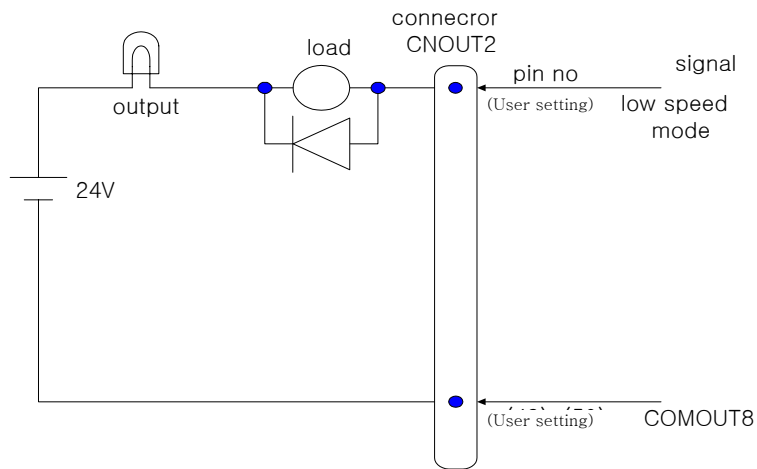 connecror
CNOUT2
load
pin no
signal
(User setting)
low speed
mode
output
24V
(User setting)
COMOUT8